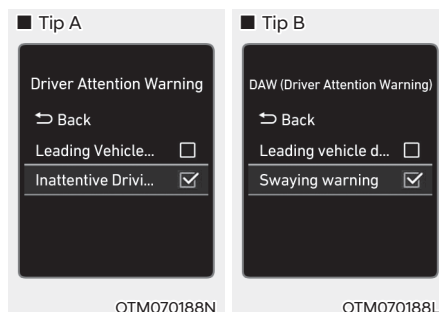 ■ Tip A
Driver Attention Warning
Back
Leading Vehicle...
Inattentive Drivi...
OTM070188N
■ Tip B
DAW (Driver Attention Warning)
Back
Leading vehicle d...
Swaying warning
OTM070188L